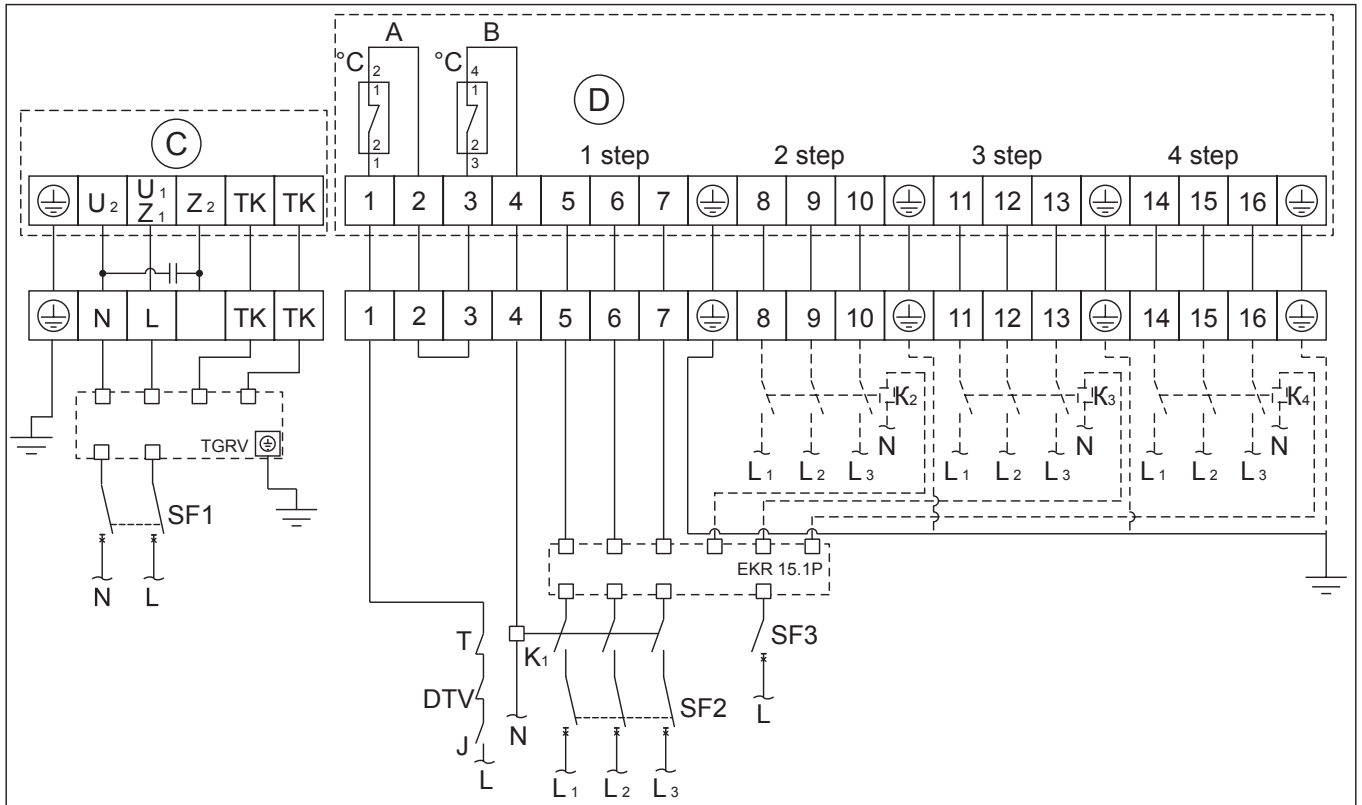 A B
°C 2 °C 4
1 1
2 2
1 3
C D
1 step 2 step 3 step 4 step
U2 U1 Z1 Z2 TK TK
1 2 3 4 5 6 7 8 9 10 11 12 13 14 15 16
N L TK TK
1 2 3 4 5 6 7 8 9 10 11 12 13 14 15 16
K2 K3 K4
N N N
L1 L2 L3 L1 L2 L3 L1 L2 L3
TGRV
SF1
N L
EKR 15.1P
T
K1
SF3
DTV
SF2
L
J
N
L
L1 L2 L3